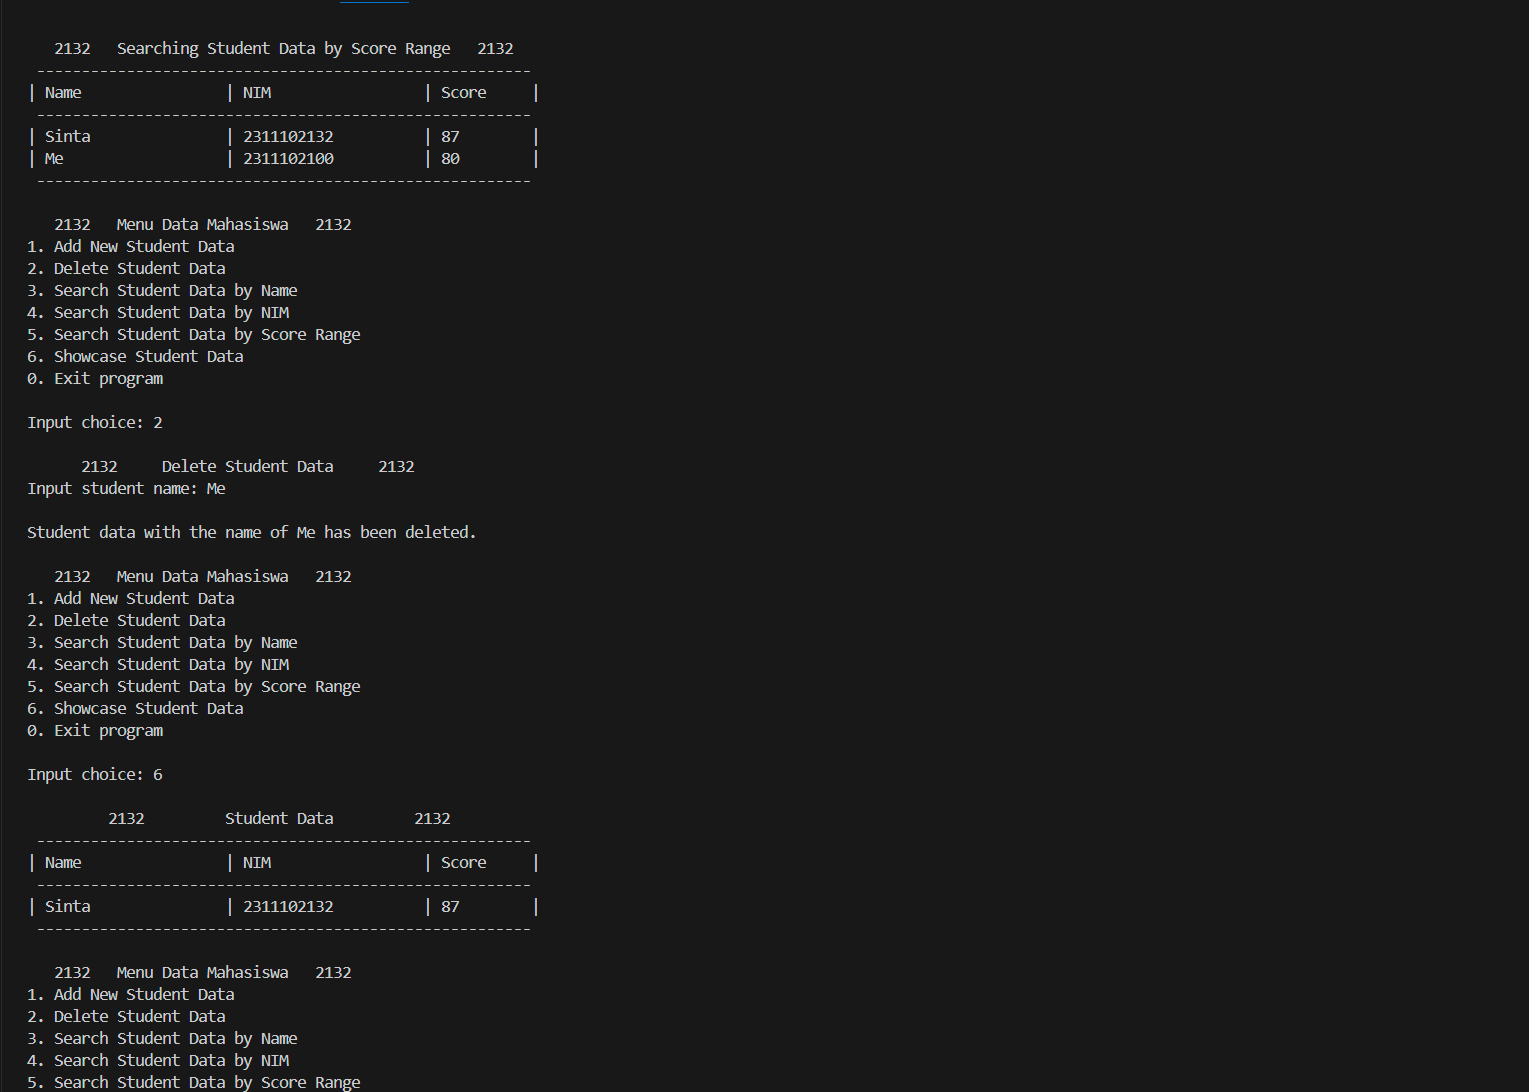 2132   Searching Student Data by Score Range   2132
-------------------------------------------------------
| Name                | NIM                 | Score     |
-------------------------------------------------------
| Sinta               | 2311102132          | 87        |
| Me                  | 2311102100          | 80        |
-------------------------------------------------------
2132   Menu Data Mahasiswa   2132
1. Add New Student Data
2. Delete Student Data
3. Search Student Data by Name
4. Search Student Data by NIM
5. Search Student Data by Score Range
6. Showcase Student Data
0. Exit program
Input choice: 2
2132     Delete Student Data     2132
Input student name: Me
Student data with the name of Me has been deleted.
2132   Menu Data Mahasiswa   2132
1. Add New Student Data
2. Delete Student Data
3. Search Student Data by Name
4. Search Student Data by NIM
5. Search Student Data by Score Range
6. Showcase Student Data
0. Exit program
Input choice: 6
2132         Student Data         2132
-------------------------------------------------------
| Name                | NIM                 | Score     |
-------------------------------------------------------
| Sinta               | 2311102132          | 87        |
-------------------------------------------------------
2132   Menu Data Mahasiswa   2132
1. Add New Student Data
2. Delete Student Data
3. Search Student Data by Name
4. Search Student Data by NIM
5. Search Student Data by Score Range